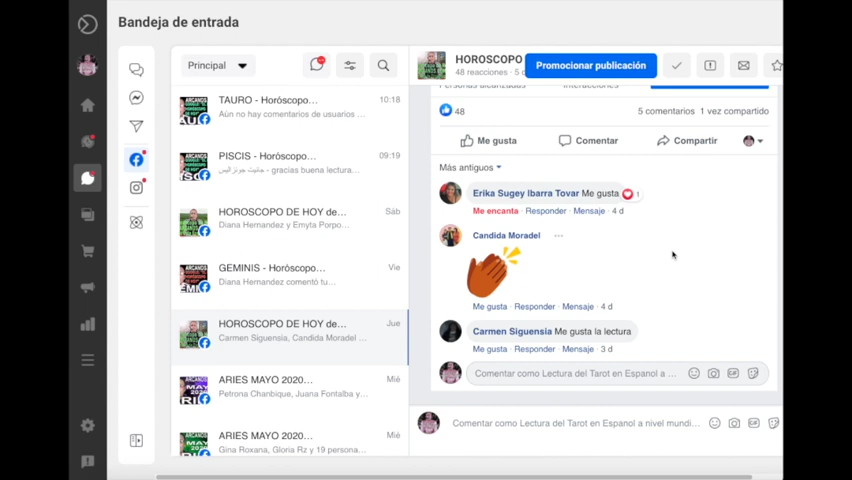 Bandeja de entrada
Principal
TAURO - Horóscopo...
10:18
Aún no hay comentarios de usuarios ...
PISCIS - Horóscopo...
09:19
gracias buena lectura...
HOROSCOPO DE HOY de...
Sáb
Diana Hernandez y Emyta Porpo...
GEMINIS - Horóscopo...
Vie
Diana Hernandez comentó tu...
HOROSCOPO DE HOY de...
Jue
Carmen Siguensia, Candida Moradel ...
ARIES MAYO 2020...
Mié
Petrona Chanbique, Juana Fontalba y...
ARIES MAYO 2020...
Mié
Gina Roxana, Gloria Rz y 19 persona...
HOROSCOPO
48 reacciones · 5 c
Promocionar publicación
Personas alcanzadas
Interacciones
48
5 comentarios 1 vez compartido
Me gusta
Comentar
Compartir
Más antiguos
Erika Sugey Ibarra Tovar Me gusta
1
Me encanta · Responder · Mensaje · 4 d
Candida Moradel
Me gusta · Responder · Mensaje · 4 d
Carmen Siguensia Me gusta la lectura
Me gusta · Responder · Mensaje · 3 d
Comentar como Lectura del Tarot en Espanol a ...
Comentar como Lectura del Tarot en Espanol a nivel mundi...